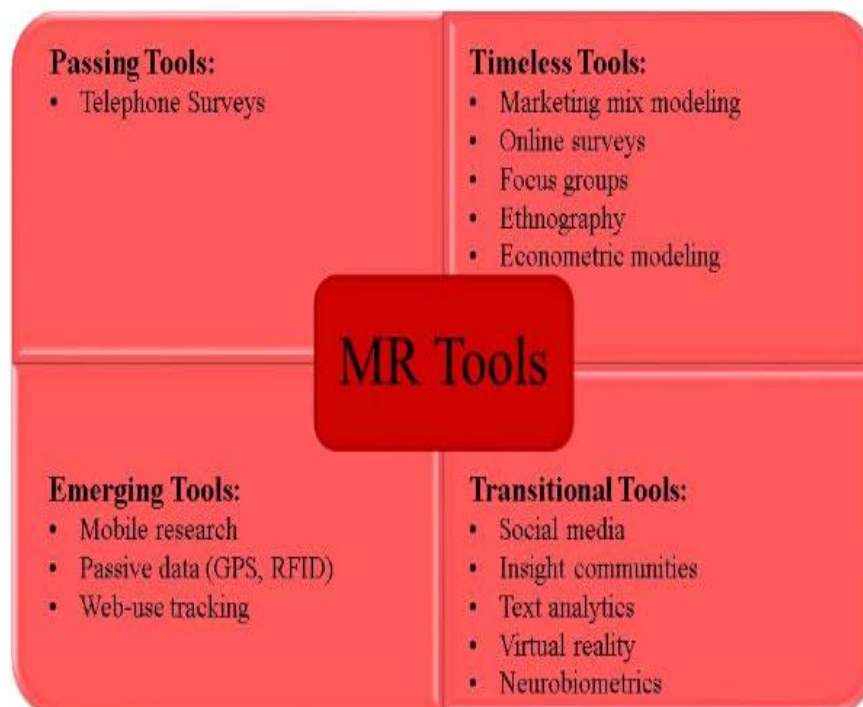 Passing Tools:
• Telephone Surveys
Timeless Tools:
• Marketing mix modeling
• Online surveys
• Focus groups
• Ethnography
• Econometric modeling
MR Tools
Emerging Tools:
• Mobile research
• Passive data (GPS, RFID)
• Web-use tracking
Transitional Tools:
• Social media
• Insight communities
• Text analytics
• Virtual reality
• Neurobiometrics